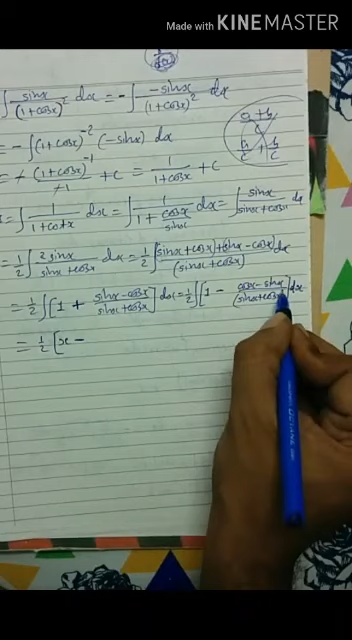 Made with KINEMASTER
∫ sinx/(1+cosx)² dx = -∫ -sinx/(1+cosx)² dx
= -∫(1+cosx)⁻² (-sinx) dx
a+b/c
= -(1+cosx)⁻¹/-1 + c = 1/(1+cosx) + c
a/c + b/c
= ∫ 1/(1+cotx) dx = ∫ 1/(1+cosx/sinx) dx = ∫ sinx/(sinx+cosx) dx
= 1/2 ∫ 2sinx/(sinx+cosx) dx = 1/2 ∫ (sinx+cosx)+(sinx-cosx)/(sinx+cosx) dx
= 1/2 ∫[1 + (sinx-cosx)/(sinx+cosx)] dx = 1/2 ∫[1 - (cosx-sinx)/(sinx+cosx)] dx
= 1/2 [x -